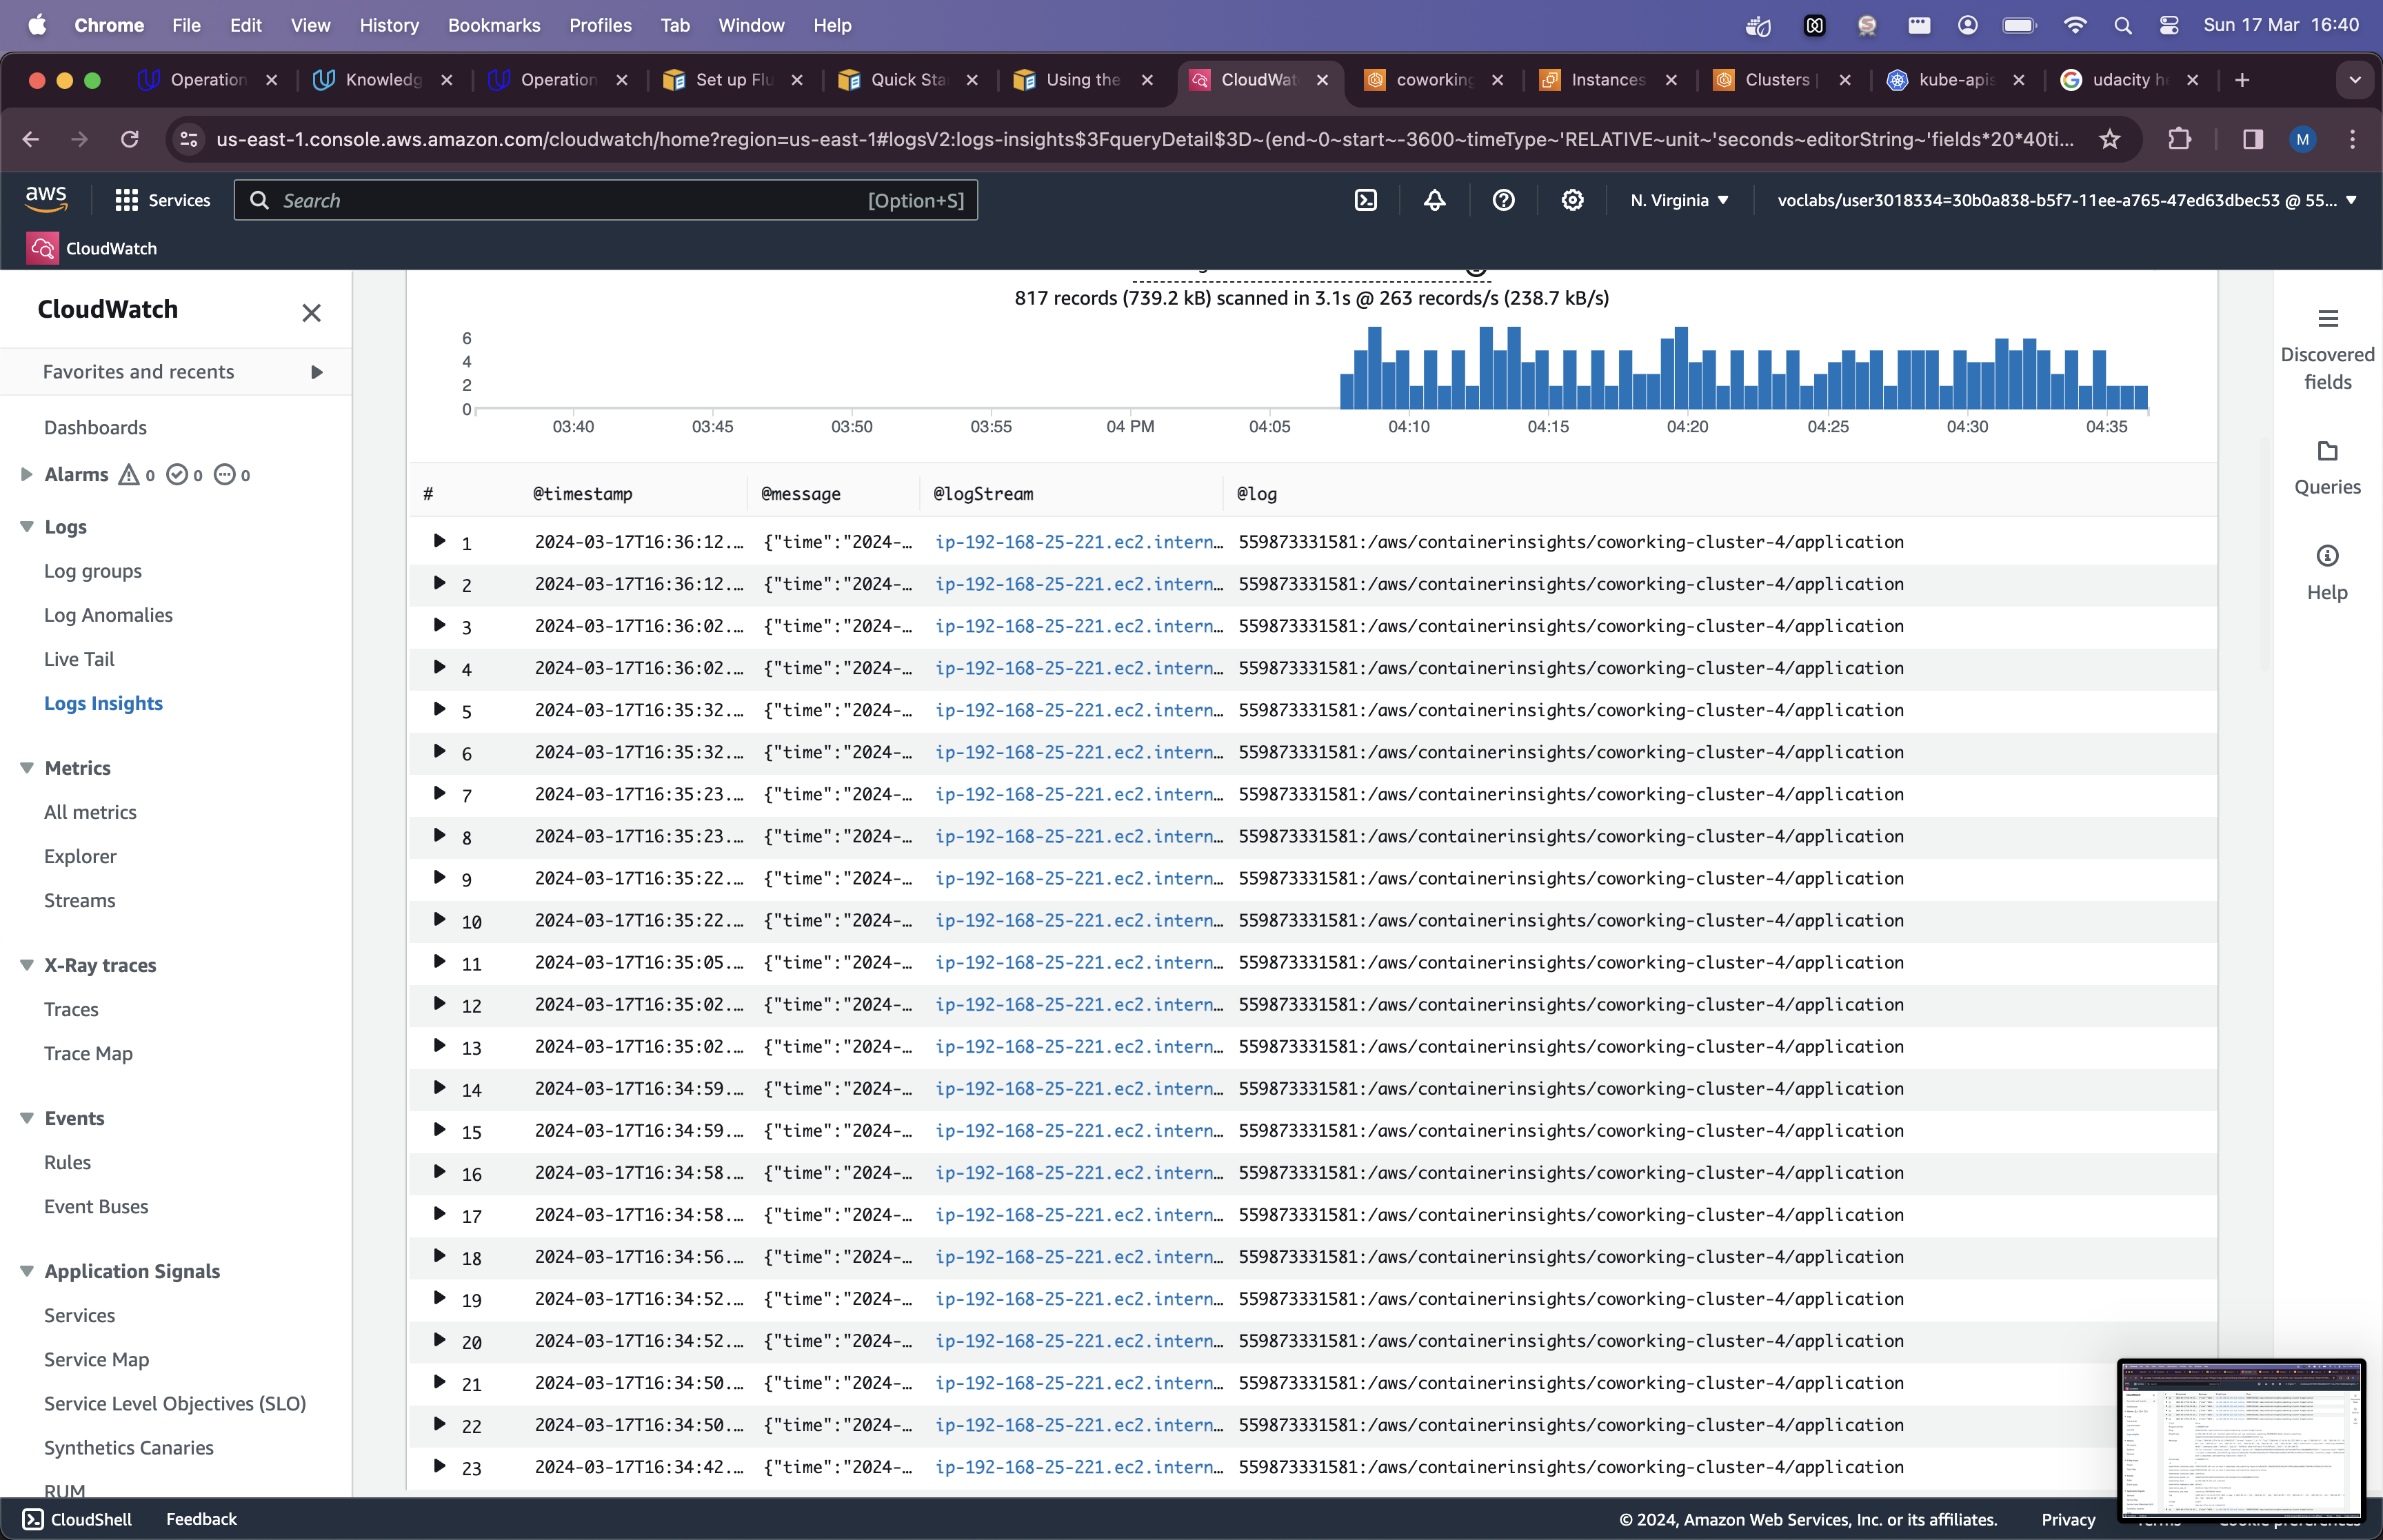 Chrome File Edit View History Bookmarks Profiles Tab Window Help Sun 17 Mar 16:40
Operation Knowledg Operation Set up Flu Quick Sta Using the CloudWat coworking Instances Clusters | kube-apis udacity he
us-east-1.console.aws.amazon.com/cloudwatch/home?region=us-east-1#logsV2:logs-insights$3FqueryDetail$3D~(end~0~start~-3600~timeType~'RELATIVE~unit~'seconds~editorString~'fields*20*40ti... M
aws Services Search [Option+S] N. Virginia voclabs/user3018334=30b0a838-b5f7-11ee-a765-47ed63dbec53 @ 55...
CloudWatch
CloudWatch
Favorites and recents
Dashboards
Alarms 0 0 0
Logs
Log groups
Log Anomalies
Live Tail
Logs Insights
Metrics
All metrics
Explorer
Streams
X-Ray traces
Traces
Trace Map
Events
Rules
Event Buses
Application Signals
Services
Service Map
Service Level Objectives (SLO)
Synthetics Canaries
RUM
817 records (739.2 kB) scanned in 3.1s @ 263 records/s (238.7 kB/s)
6
4
2
0
03:40 03:45 03:50 03:55 04 PM 04:05 04:10 04:15 04:20 04:25 04:30 04:35
# @timestamp @message @logStream @log
1 2024-03-17T16:36:12.… {"time":"2024-… ip-192-168-25-221.ec2.intern… 559873331581:/aws/containerinsights/coworking-cluster-4/application
2 2024-03-17T16:36:12.… {"time":"2024-… ip-192-168-25-221.ec2.intern… 559873331581:/aws/containerinsights/coworking-cluster-4/application
3 2024-03-17T16:36:02.… {"time":"2024-… ip-192-168-25-221.ec2.intern… 559873331581:/aws/containerinsights/coworking-cluster-4/application
4 2024-03-17T16:36:02.… {"time":"2024-… ip-192-168-25-221.ec2.intern… 559873331581:/aws/containerinsights/coworking-cluster-4/application
5 2024-03-17T16:35:32.… {"time":"2024-… ip-192-168-25-221.ec2.intern… 559873331581:/aws/containerinsights/coworking-cluster-4/application
6 2024-03-17T16:35:32.… {"time":"2024-… ip-192-168-25-221.ec2.intern… 559873331581:/aws/containerinsights/coworking-cluster-4/application
7 2024-03-17T16:35:23.… {"time":"2024-… ip-192-168-25-221.ec2.intern… 559873331581:/aws/containerinsights/coworking-cluster-4/application
8 2024-03-17T16:35:23.… {"time":"2024-… ip-192-168-25-221.ec2.intern… 559873331581:/aws/containerinsights/coworking-cluster-4/application
9 2024-03-17T16:35:22.… {"time":"2024-… ip-192-168-25-221.ec2.intern… 559873331581:/aws/containerinsights/coworking-cluster-4/application
10 2024-03-17T16:35:22.… {"time":"2024-… ip-192-168-25-221.ec2.intern… 559873331581:/aws/containerinsights/coworking-cluster-4/application
11 2024-03-17T16:35:05.… {"time":"2024-… ip-192-168-25-221.ec2.intern… 559873331581:/aws/containerinsights/coworking-cluster-4/application
12 2024-03-17T16:35:02.… {"time":"2024-… ip-192-168-25-221.ec2.intern… 559873331581:/aws/containerinsights/coworking-cluster-4/application
13 2024-03-17T16:35:02.… {"time":"2024-… ip-192-168-25-221.ec2.intern… 559873331581:/aws/containerinsights/coworking-cluster-4/application
14 2024-03-17T16:34:59.… {"time":"2024-… ip-192-168-25-221.ec2.intern… 559873331581:/aws/containerinsights/coworking-cluster-4/application
15 2024-03-17T16:34:59.… {"time":"2024-… ip-192-168-25-221.ec2.intern… 559873331581:/aws/containerinsights/coworking-cluster-4/application
16 2024-03-17T16:34:58.… {"time":"2024-… ip-192-168-25-221.ec2.intern… 559873331581:/aws/containerinsights/coworking-cluster-4/application
17 2024-03-17T16:34:58.… {"time":"2024-… ip-192-168-25-221.ec2.intern… 559873331581:/aws/containerinsights/coworking-cluster-4/application
18 2024-03-17T16:34:56.… {"time":"2024-… ip-192-168-25-221.ec2.intern… 559873331581:/aws/containerinsights/coworking-cluster-4/application
19 2024-03-17T16:34:52.… {"time":"2024-… ip-192-168-25-221.ec2.intern… 559873331581:/aws/containerinsights/coworking-cluster-4/application
20 2024-03-17T16:34:52.… {"time":"2024-… ip-192-168-25-221.ec2.intern… 559873331581:/aws/containerinsights/coworking-cluster-4/application
21 2024-03-17T16:34:50.… {"time":"2024-… ip-192-168-25-221.ec2.intern… 559873331581:/aws/containerinsights/coworking-cluster-4/application
22 2024-03-17T16:34:50.… {"time":"2024-… ip-192-168-25-221.ec2.intern… 559873331581:/aws/containerinsights/coworking-cluster-4/application
23 2024-03-17T16:34:42.… {"time":"2024-… ip-192-168-25-221.ec2.intern… 559873331581:/aws/containerinsights/coworking-cluster-4/application
Discovered
fields
Queries
Help
CloudShell Feedback © 2024, Amazon Web Services, Inc. or its affiliates. Privacy Terms Cookie preferences